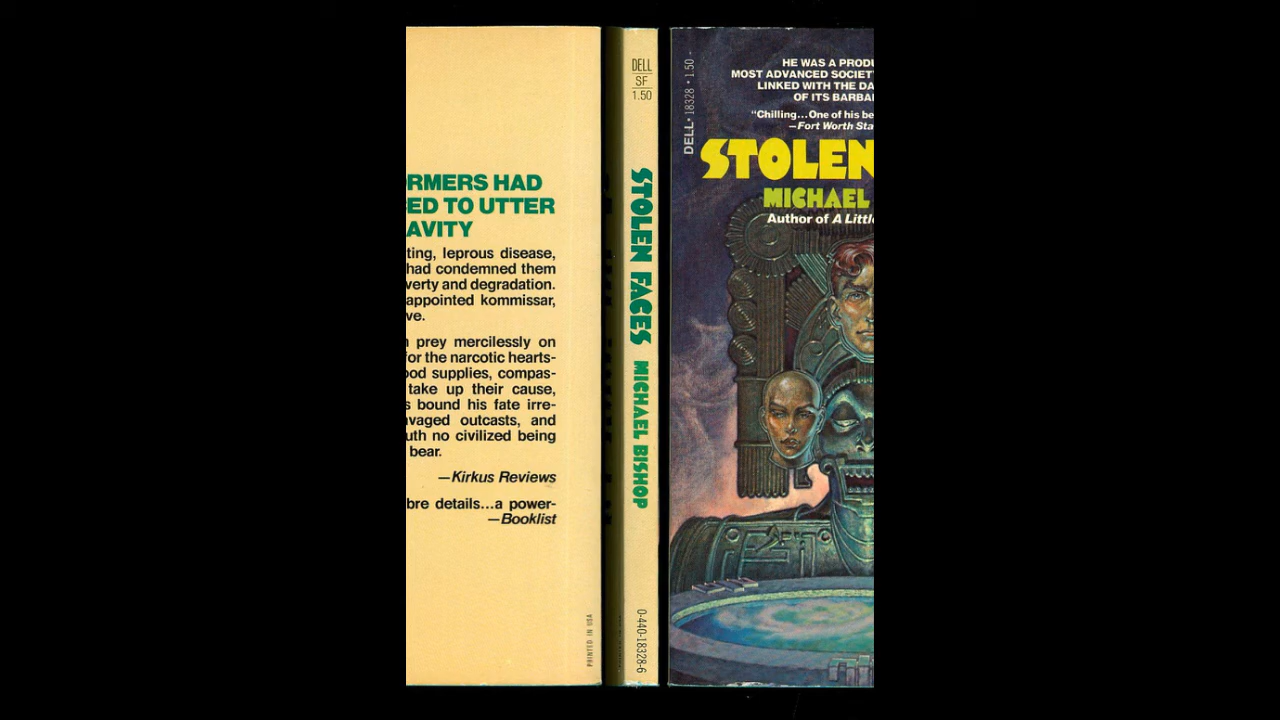 ORMERS HAD
ED TO UTTER
AVITY
ting, leprous disease,
had condemned them
verty and degradation.
appointed kommissar,
ve.
prey mercilessly on
for the narcotic hearts-
ood supplies, compas-
take up their cause,
s bound his fate irre-
avaged outcasts, and
uth no civilized being
bear.
—Kirkus Reviews
bre details...a power-
—Booklist
PRINTED IN USA
DELL
SF
1.50
STOLEN FACES
MICHAEL BISHOP
0-440-18328-6
DELL • 18328 • 1.50
HE WAS A PRODU
MOST ADVANCED SOCIET
LINKED WITH THE DA
OF ITS BARBA
"Chilling...One of his be
—Fort Worth Sta
STOLEN
MICHAEL
Author of A Little